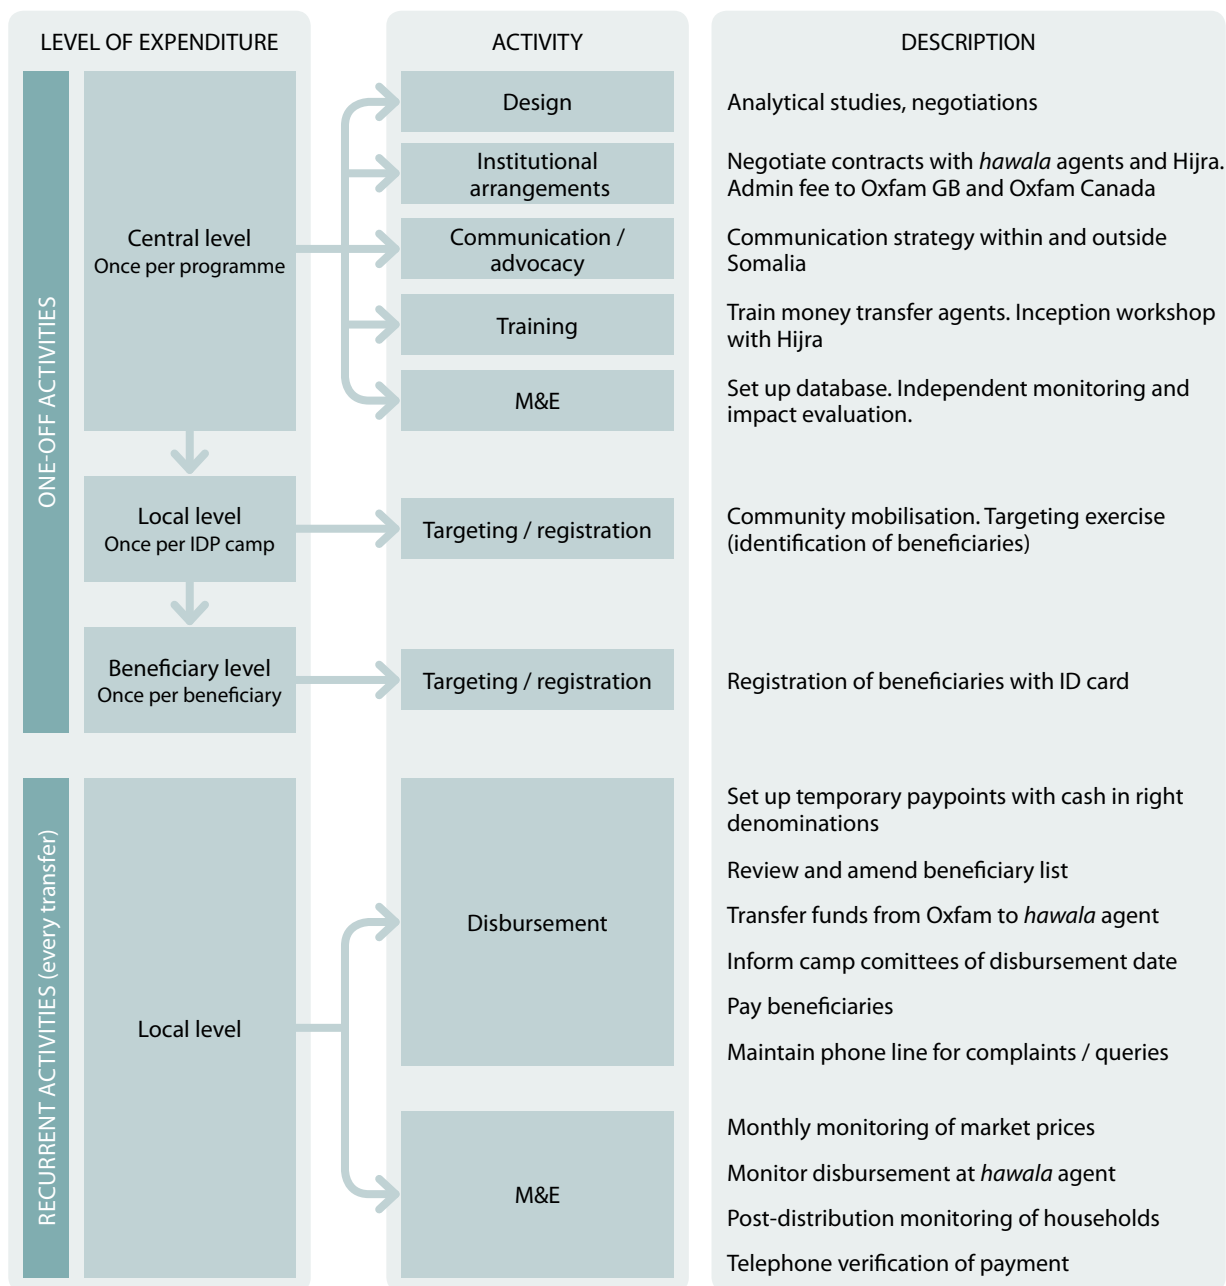 LEVEL OF EXPENDITURE
ACTIVITY
DESCRIPTION
ONE-OFF ACTIVITIES
Central level
Once per programme
Design
Analytical studies, negotiations
Institutional
arrangements
Negotiate contracts with hawala agents and Hijra.
Admin fee to Oxfam GB and Oxfam Canada
Communication /
advocacy
Communication strategy within and outside
Somalia
Training
Train money transfer agents. Inception workshop
with Hijra
M&E
Set up database. Independent monitoring and
impact evaluation.
Local level
Once per IDP camp
Targeting / registration
Community mobilisation. Targeting exercise
(identification of beneficiaries)
Beneficiary level
Once per beneficiary
Targeting / registration
Registration of beneficiaries with ID card
RECURRENT ACTIVITIES (every transfer)
Local level
Disbursement
Set up temporary paypoints with cash in right
denominations
Review and amend beneficiary list
Transfer funds from Oxfam to hawala agent
Inform camp comittees of disbursement date
Pay beneficiaries
Maintain phone line for complaints / queries
M&E
Monthly monitoring of market prices
Monitor disbursement at hawala agent
Post-distribution monitoring of households
Telephone verification of payment